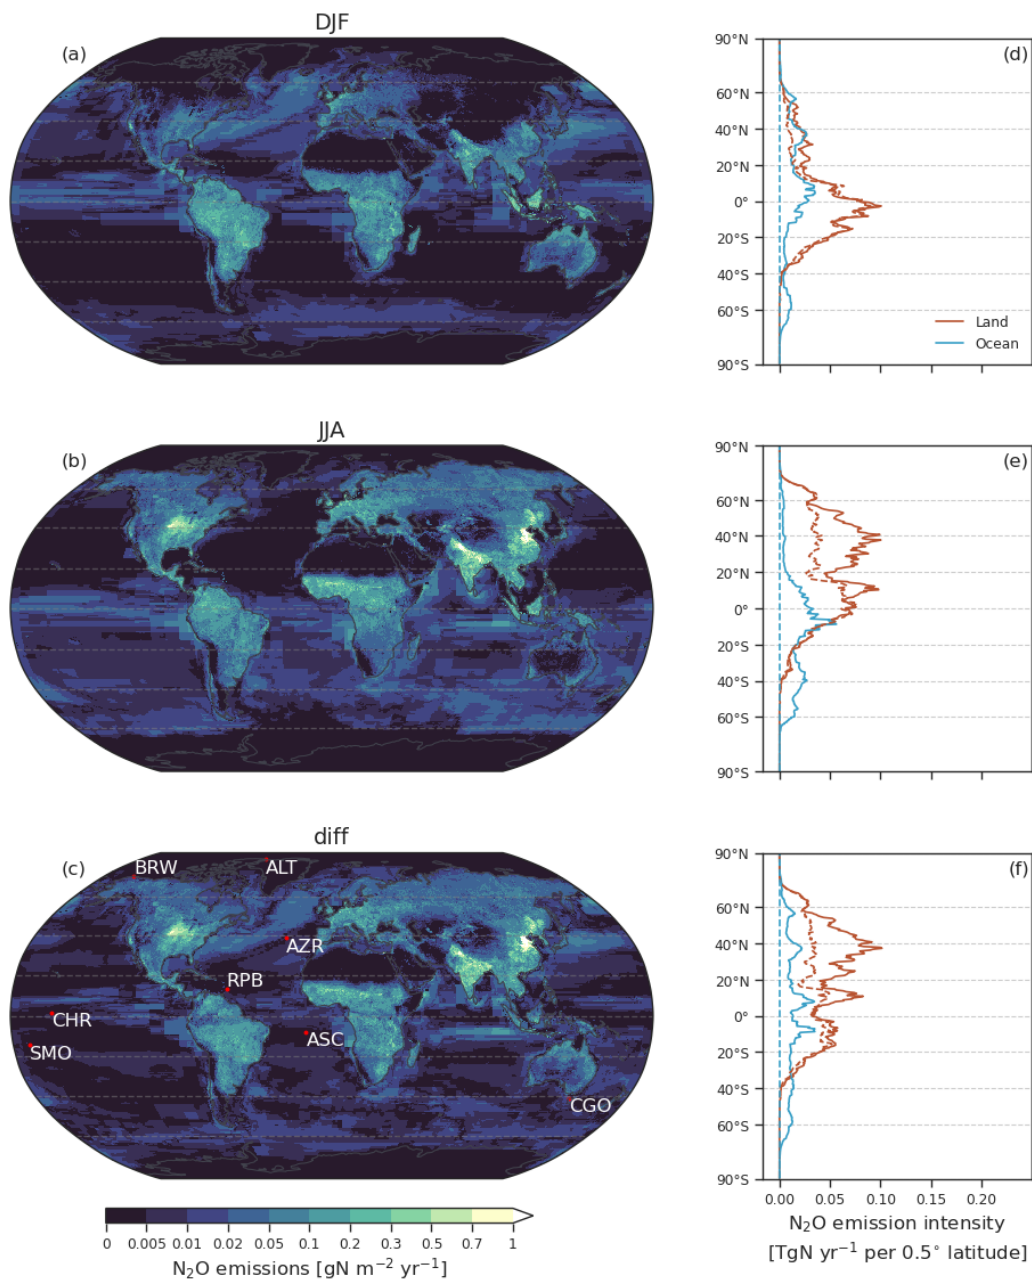 DJF
(a)
90°N
(d)
60°N
40°N
20°N
0°
20°S
40°S
60°S
90°S
Land
Ocean
JJA
(b)
90°N
(e)
60°N
40°N
20°N
0°
20°S
40°S
60°S
90°S
diff
(c)
BRW
ALT
AZR
RPB
CHR
ASC
SMO
CGO
90°N
(f)
60°N
40°N
20°N
0°
20°S
40°S
60°S
90°S
0.00 0.05 0.10 0.15 0.20
N₂O emission intensity
[TgN yr⁻¹ per 0.5° latitude]
0 0.005 0.01 0.02 0.05 0.1 0.3 0.5 0.7 1
N₂O emissions [gN m⁻² yr⁻¹]